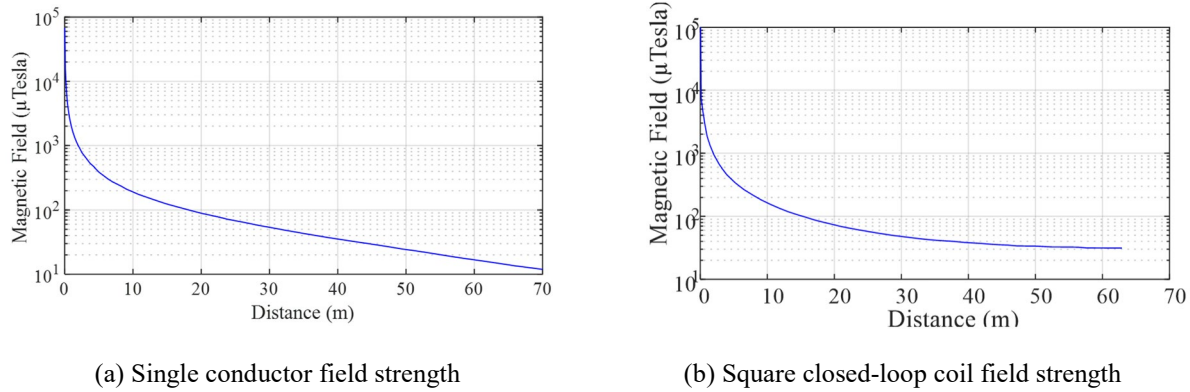 10^5
10^4
10^3
10^2
10^1
Magnetic Field (μTesla)
0 10 20 30 40 50 60 70
Distance (m)
(a) Single conductor field strength
10^5
10^4
10^3
10^2
10^1
Magnetic Field (μTesla)
0 10 20 30 40 50 60 70
Distance (m)
(b) Square closed-loop coil field strength